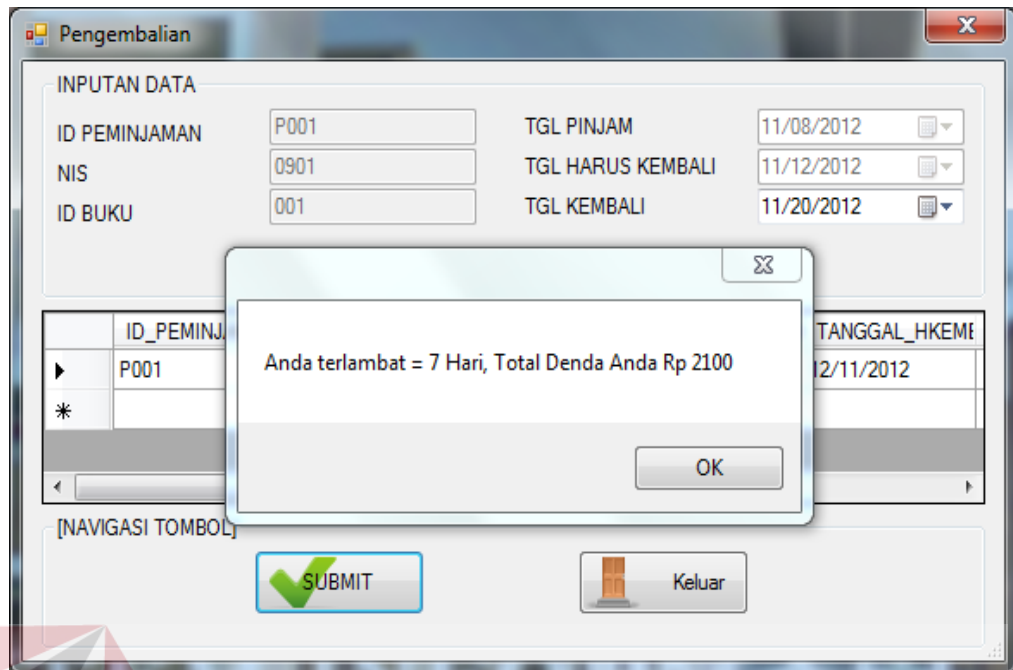 Pengembalian
INPUTAN DATA
ID PEMINJAMAN P001 TGL PINJAM 11/08/2012
NIS 0901 TGL HARUS KEMBALI 11/12/2012
ID BUKU 001 TGL KEMBALI 11/20/2012
ID_PEMINJ TANGGAL_HKEME
P001 12/11/2012
Anda terlambat = 7 Hari, Total Denda Anda Rp 2100
OK
[NAVIGASI TOMBOL]
SUBMIT Keluar